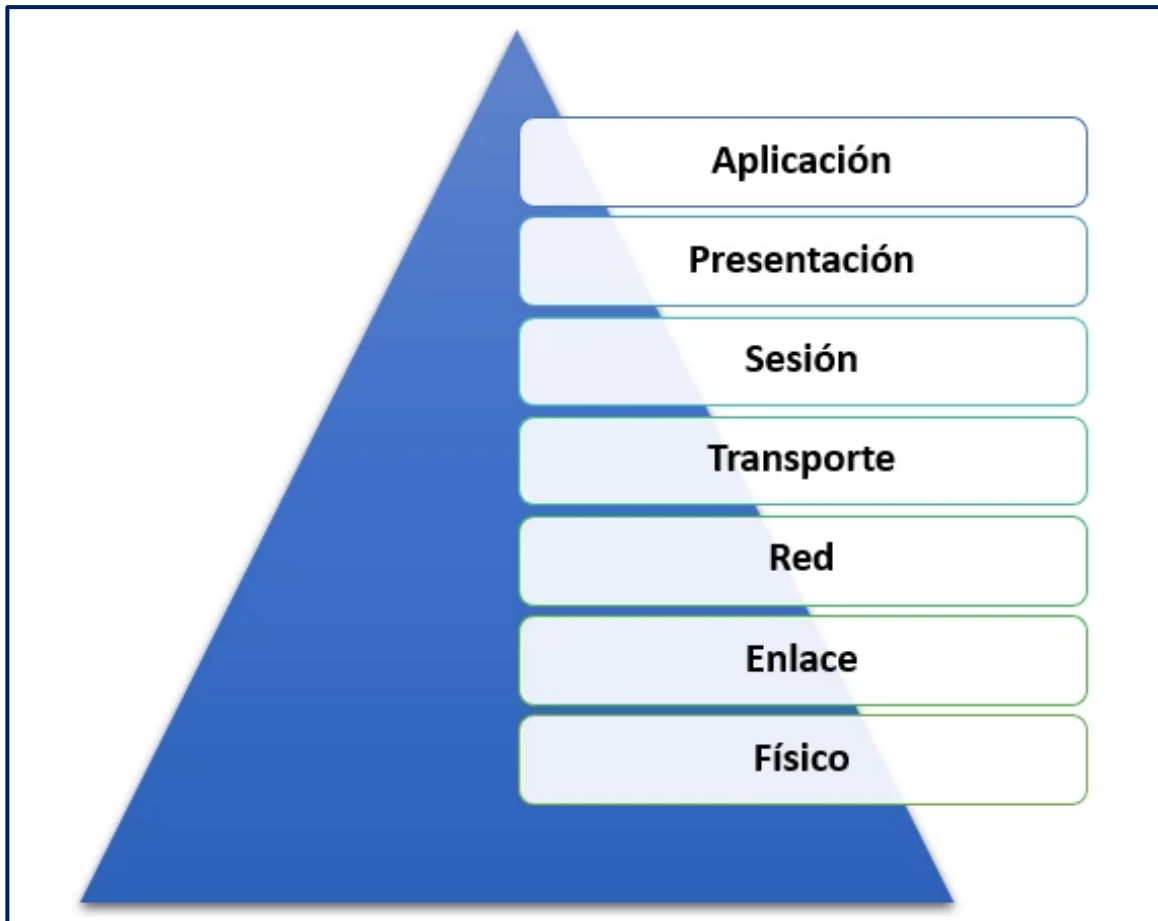 Aplicación
Presentación
Sesión
Transporte
Red
Enlace
Físico